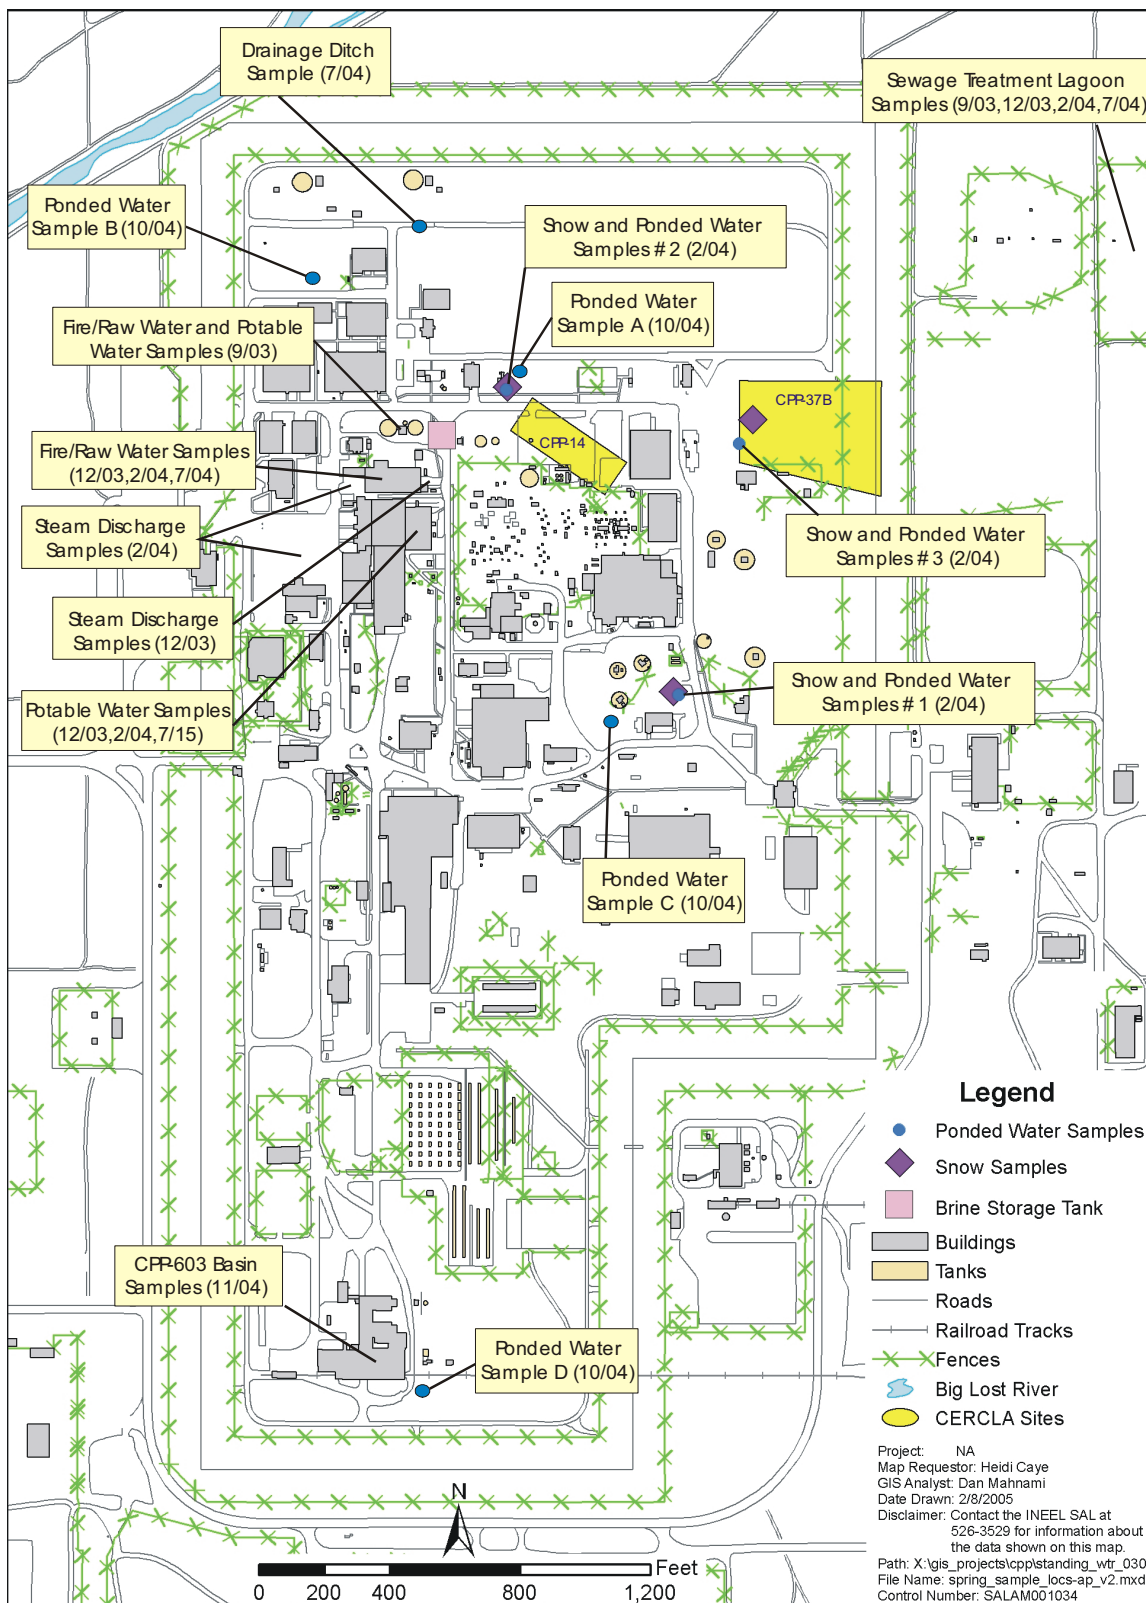 Drainage Ditch
Sample (7/04)
Sewage Treatment Lagoon
Samples (9/03,12/03,2/04,7/04)
Ponded Water
Sample B (10/04)
Snow and Ponded Water
Samples # 2 (2/04)
Ponded Water
Sample A (10/04)
Fire/Raw Water and Potable
Water Samples (9/03)
CPP-37B
CPP-14
Fire/Raw Water Samples
(12/03,2/04,7/04)
Steam Discharge
Samples (2/04)
Snow and Ponded Water
Samples # 3 (2/04)
Steam Discharge
Samples (12/03)
Snow and Ponded Water
Samples # 1 (2/04)
Potable Water Samples
(12/03,2/04,7/15)
Ponded Water
Sample C (10/04)
CPP-603 Basin
Samples (11/04)
Ponded Water
Sample D (10/04)
Legend
Ponded Water Samples
Snow Samples
Brine Storage Tank
Buildings
Tanks
Roads
Railroad Tracks
Fences
Big Lost River
CERCLA Sites
Project: NA
Map Requestor: Heidi Caye
GIS Analyst: Dan Mahnami
Date Drawn: 2/8/2005
Disclaimer: Contact the INEEL SAL at
526-3529 for information about
the data shown on this map.
Path: X:\gis_projects\cpp\standing_wtr_030
File Name: spring_sample_locs-ap_v2.mxd
Control Number: SALAM001034
N
Feet
0 200 400 800 1,200